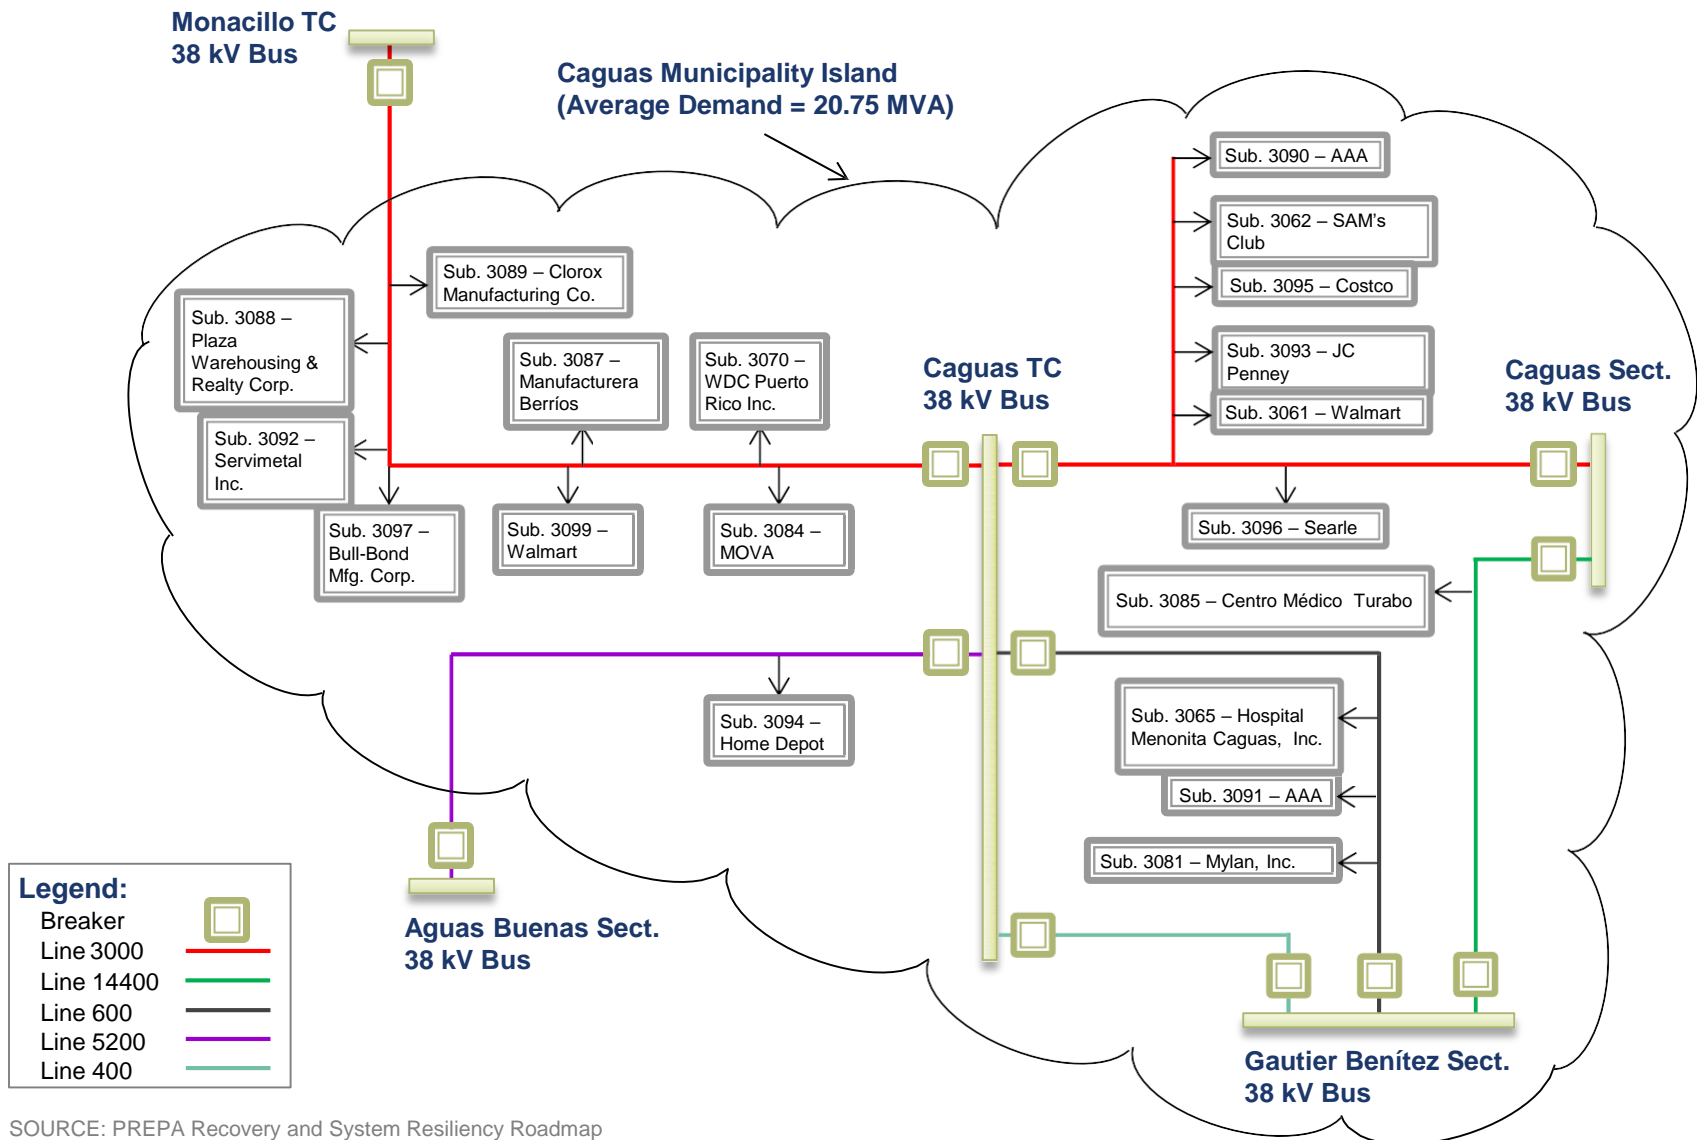 Monacillo TC
38 kV Bus
Caguas Municipality Island
(Average Demand = 20.75 MVA)
Sub. 3090 – AAA
Sub. 3062 – SAM's
Club
Sub. 3095 – Costco
Sub. 3093 – JC
Penney
Sub. 3061 – Walmart
Sub. 3089 – Clorox
Manufacturing Co.
Sub. 3088 –
Plaza
Warehousing &
Realty Corp.
Sub. 3087 –
Manufacturera
Berríos
Sub. 3070 –
WDC Puerto
Rico Inc.
Caguas TC
38 kV Bus
Caguas Sect.
38 kV Bus
Sub. 3092 –
Servimetal
Inc.
Sub. 3097 –
Bull-Bond
Mfg. Corp.
Sub. 3099 –
Walmart
Sub. 3084 –
MOVA
Sub. 3096 – Searle
Sub. 3085 – Centro Médico Turabo
Sub. 3094 –
Home Depot
Sub. 3065 – Hospital
Menonita Caguas, Inc.
Sub. 3091 – AAA
Sub. 3081 – Mylan, Inc.
Aguas Buenas Sect.
38 kV Bus
Gautier Benítez Sect.
38 kV Bus
Legend:
Breaker
Line 3000
Line 14400
Line 600
Line 5200
Line 400
SOURCE: PREPA Recovery and System Resiliency Roadmap